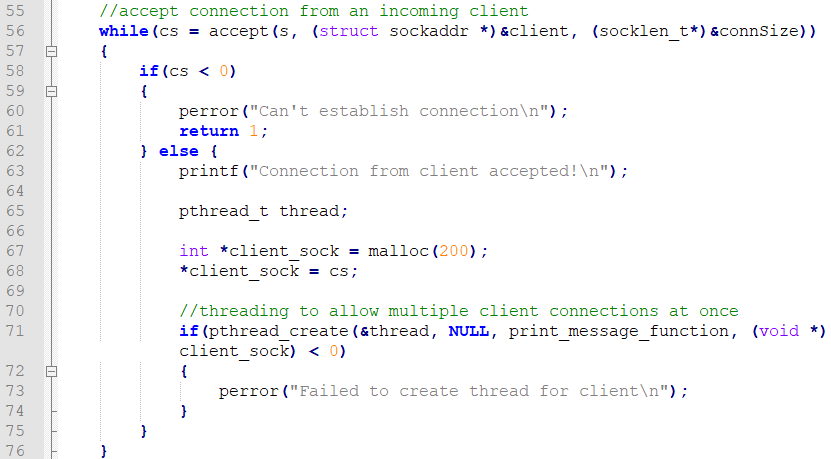 55 //accept connection from an incoming client
56 while(cs = accept(s, (struct sockaddr *)&client, (socklen_t*)&connSize))
57 {
58 if(cs < 0)
59 {
60 perror("Can't establish connection\n");
61 return 1;
62 } else {
63 printf("Connection from client accepted!\n");
64
65 pthread_t thread;
66
67 int *client_sock = malloc(200);
68 *client_sock = cs;
69
70 //threading to allow multiple client connections at once
71 if(pthread_create(&thread, NULL, print_message_function, (void *)
client_sock) < 0)
72 {
73 perror("Failed to create thread for client\n");
74 }
75 }
76 }